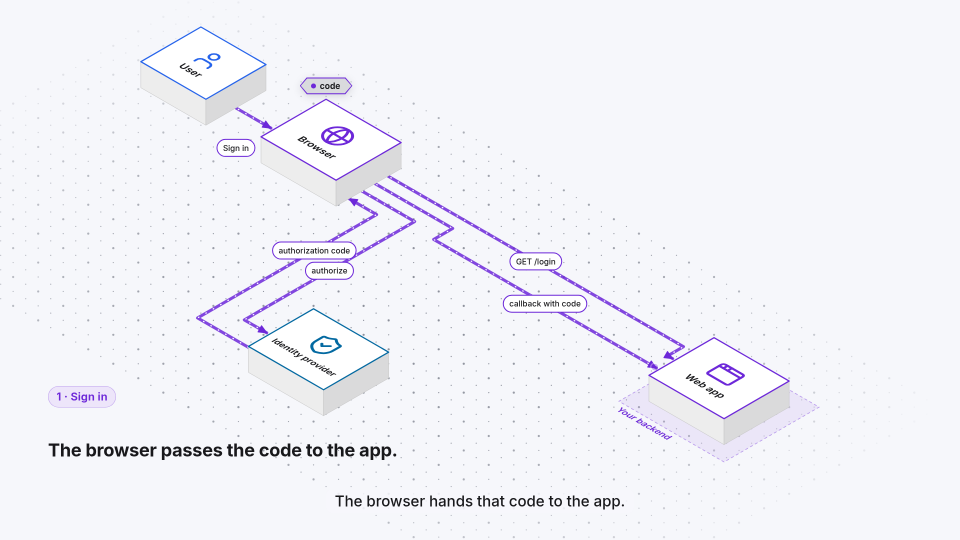 User
code
Browser
Sign in
authorization code
authorize
GET /login
callback with code
Identity provider
Web app
Your backend
1 · Sign in
The browser passes the code to the app.
The browser hands that code to the app.